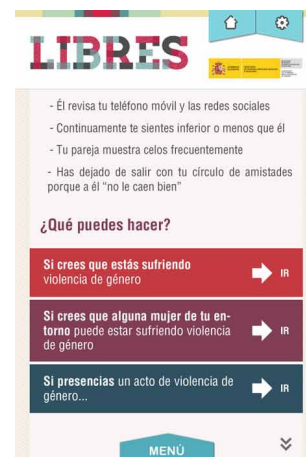 LIBRES
- Él revisa tu teléfono móvil y las redes sociales
- Continuamente te sientes inferior o menos que él
- Tu pareja muestra celos frecuentemente
- Has dejado de salir con tu círculo de amistades
porque a él “no le caen bien”
¿Qué puedes hacer?
Si crees que estás sufriendo
violencia de género
IR
Si crees que alguna mujer de tu en-
torno puede estar sufriendo violencia
de género
IR
Si presencias un acto de violencia de
género...
IR
MENÚ